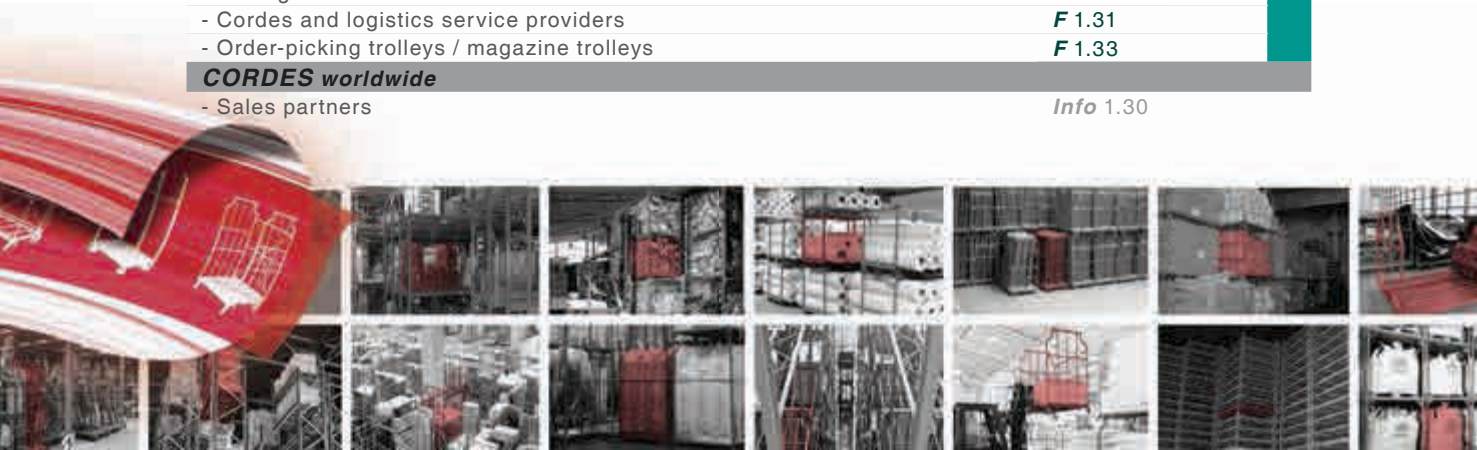 - Cordes and logistics service providers F 1.31
- Order-picking trolleys / magazine trolleys F 1.33
CORDES worldwide
- Sales partners Info 1.30